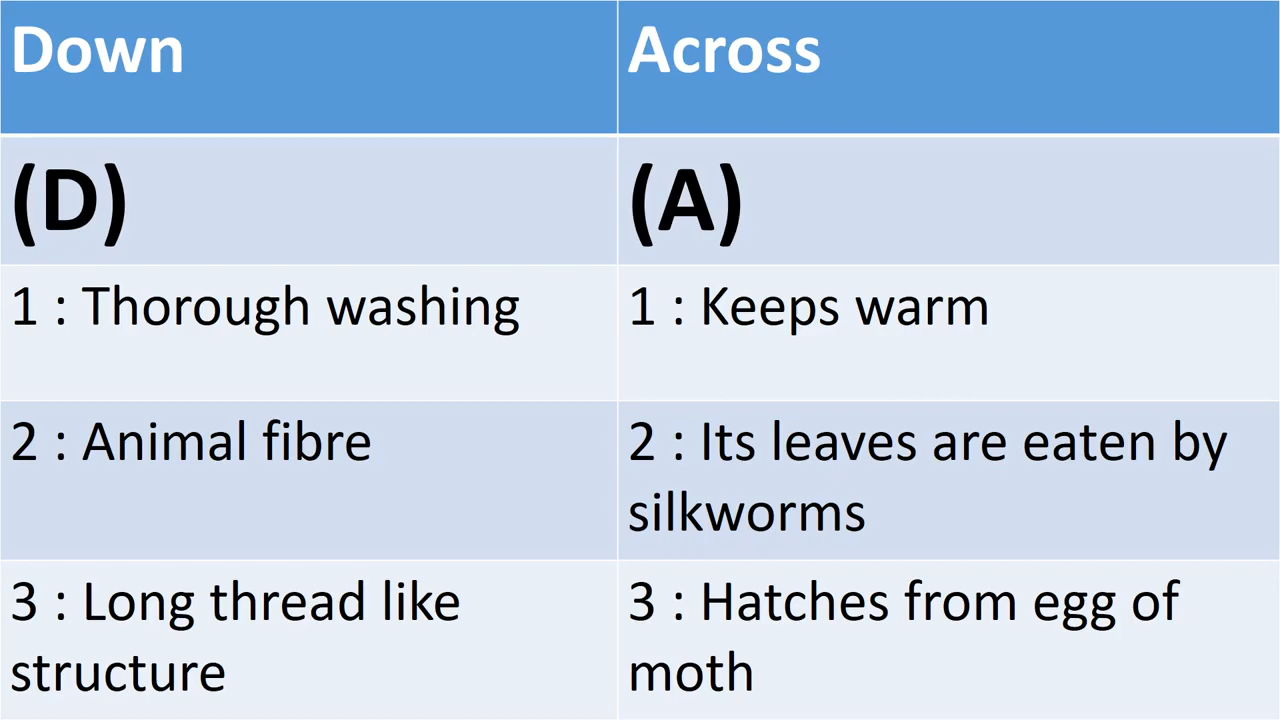 Down
Across
(D)
(A)
1 : Thorough washing
1 : Keeps warm
2 : Animal fibre
2 : Its leaves are eaten by
silkworms
3 : Long thread like
structure
3 : Hatches from egg of
moth